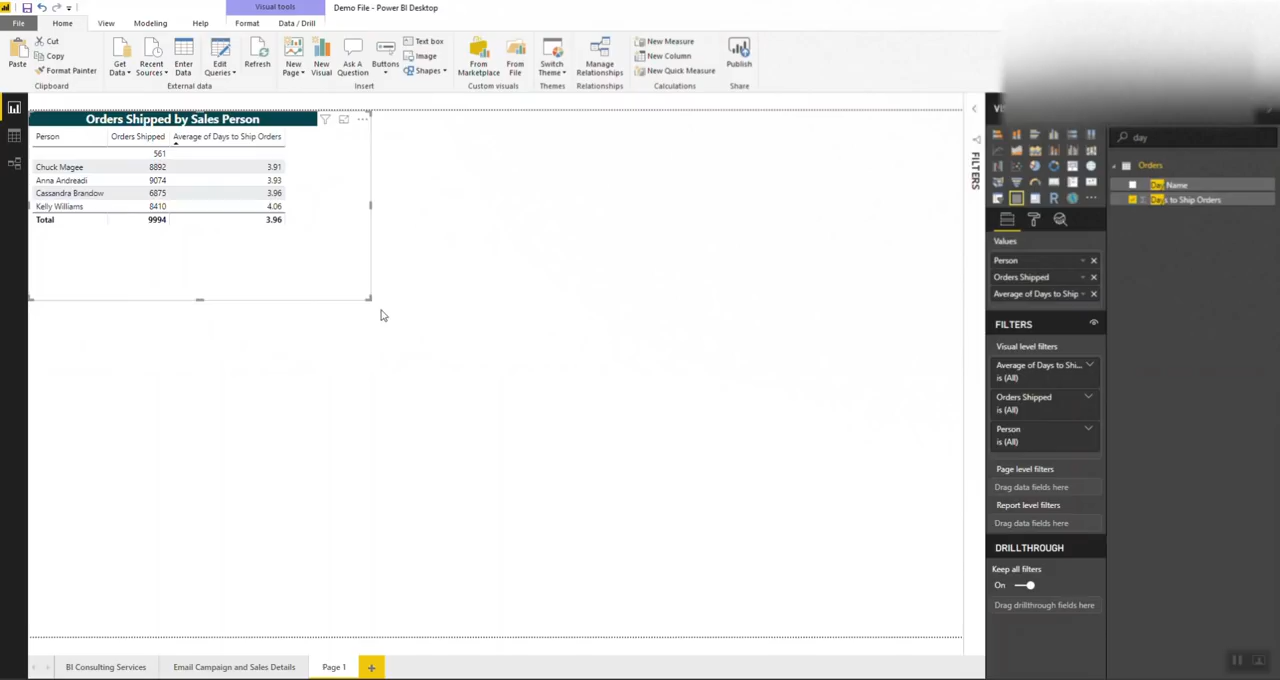 Visual tools
Demo File - Power BI Desktop
File
Home
View
Modeling
Help
Format
Data / Drill
Paste
Cut
Copy
Format Painter
Clipboard
Get Data
Recent Sources
Enter Data
Edit Queries
Refresh
External data
New Page
New Visual
Ask A Question
Buttons
Text box
Image
Shapes
Insert
From Marketplace
From File
Custom visuals
Switch Theme
Themes
Manage Relationships
Relationships
New Measure
New Column
New Quick Measure
Calculations
Publish
Share
Orders Shipped by Sales Person
Person Orders Shipped Average of Days to Ship Orders
561
Chuck Magee 8892 3.91
Anna Andreadi 9074 3.93
Cassandra Brandow 6875 3.96
Kelly Williams 8410 4.06
Total 9994 3.96
FILTERS
Values
Person
Orders Shipped
Average of Days to Ship
FILTERS
Visual level filters
Average of Days to Shi...
is (All)
Orders Shipped
is (All)
Person
is (All)
Page level filters
Drag data fields here
Report level filters
Drag data fields here
DRILLTHROUGH
Keep all filters
On
Drag drillthrough fields here
day
Orders
Day Name
Days to Ship Orders
BI Consulting Services
Email Campaign and Sales Details
Page 1